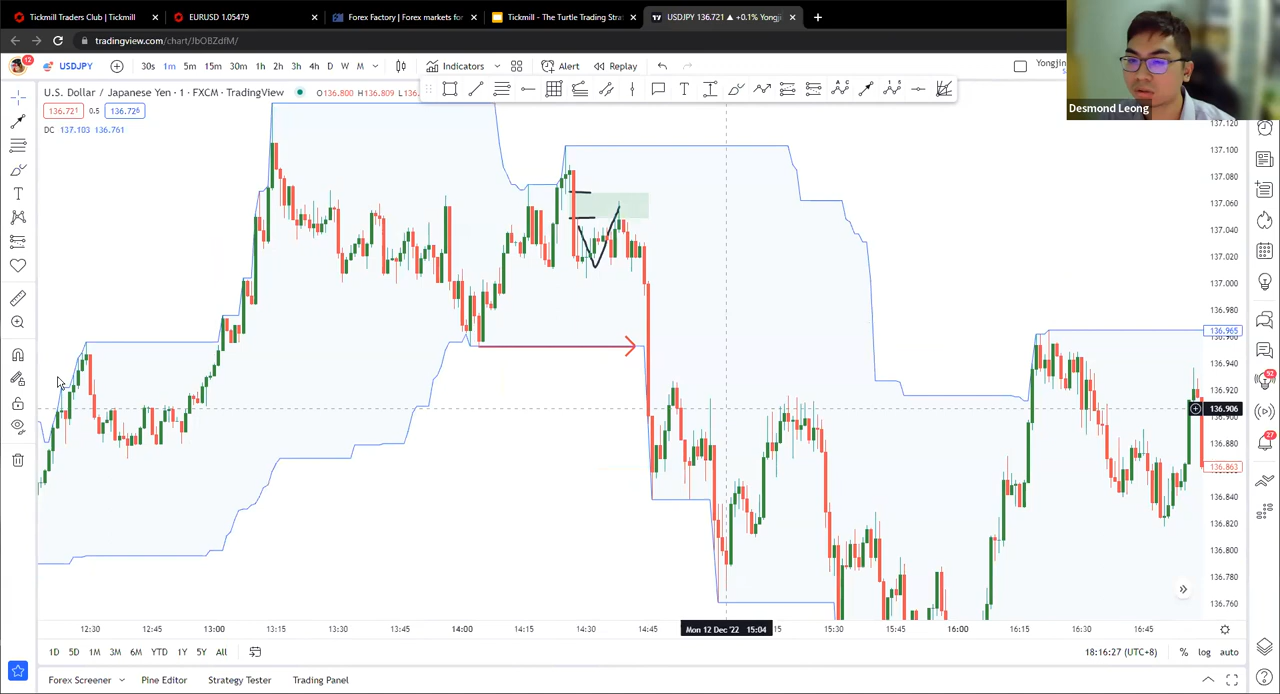 Tickmill Traders Club | Tickmill
EURUSD 1.05479
Forex Factory | Forex markets for
Tickmill - The Turtle Trading Stra
USDJPY 136.721 ▲ +0.1% Yongji
tradingview.com/chart/JbOBZdfM/
12
USDJPY
30s 1m 5m 15m 30m 1h 2h 3h 4h D W M
Indicators
Alert
Replay
Yongjin
Desmond Leong
U.S. Dollar / Japanese Yen · 1 · FXCM · TradingView
O136.800 H136.809 L136.
136.721 0.5 136.726
DC 137.103 136.761
137.120
137.100
137.080
137.060
137.040
137.020
137.000
136.980
136.965
136.960
136.940
136.920
136.906
136.900
136.880
136.863
136.840
136.820
136.800
136.780
136.760
52
27
12:30 12:45 13:00 13:15 13:30 13:45 14:00 14:15 14:30 14:45 Mon 12 Dec '22 15:04 15:30 15:45 16:00 16:15 16:30 16:45
1D 5D 1M 3M 6M YTD 1Y 5Y All
18:16:27 (UTC+8) % log auto
Forex Screener Pine Editor Strategy Tester Trading Panel